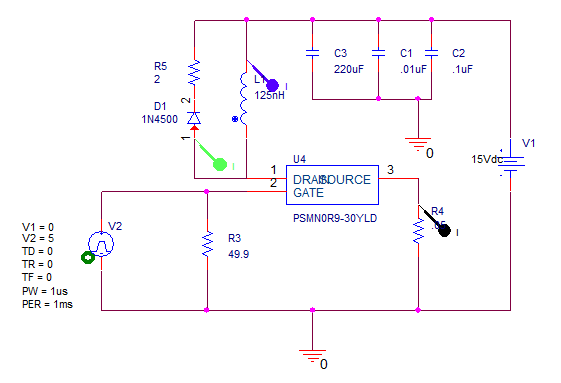 R5
2
D1
1N4500
2
1
I
L1
125nH
I
C3
220uF
C1
.01uF
C2
.1uF
0
V1
15Vdc
U4
1
2
DRAIN
SOURCE
GATE
3
PSMN0R9-30YLD
R4
I
V2
V1 = 0
V2 = 5
TD = 0
TR = 0
TF = 0
PW = 1us
PER = 1ms
R3
49.9
0